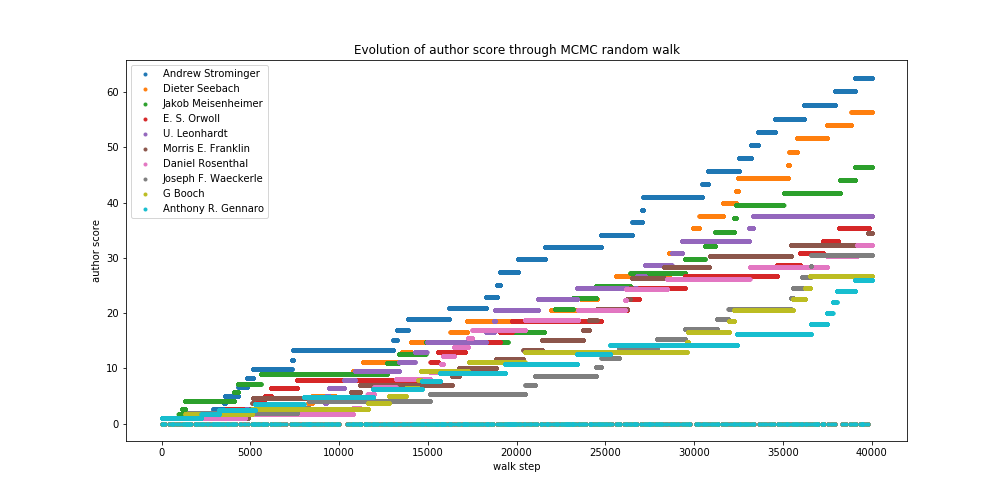 Evolution of author score through MCMC random walk
Andrew Strominger
Dieter Seebach
Jakob Meisenheimer
E. S. Orwoll
U. Leonhardt
Morris E. Franklin
Daniel Rosenthal
Joseph F. Waeckerle
G Booch
Anthony R. Gennaro
author score
60
50
40
30
20
10
0
0 5000 10000 15000 20000 25000 30000 35000 40000
walk step